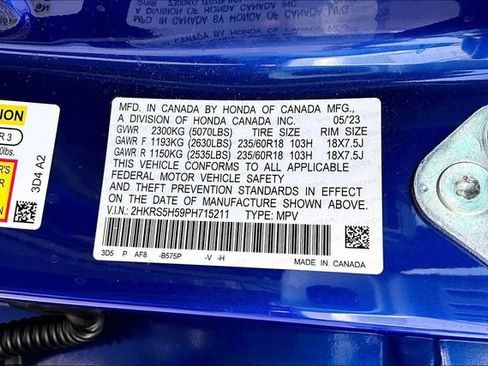 MFD. IN CANADA BY HONDA OF CANADA MFG.,
A DIVISION OF HONDA CANADA INC. 05/23
GVWR 2300KG (5070LBS) TIRE SIZE RIM SIZE
GAWR F 1193KG (2630LBS) 235/60R18 103H 18X7.5J
GAWR R 1150KG (2535LBS) 235/60R18 103H 18X7.5J
THIS VEHICLE CONFORMS TO ALL APPLICABLE
FEDERAL MOTOR VEHICLE SAFETY
AND THEFT PREVENTION STANDARDS IN EFFECT
ON THE DATE OF MANUFACTURE SHOWN ABOVE.
V.I.N.: 2HKRS5H59PH715211 TYPE: MPV
3D5 P AF8 -B575P -V -H
MADE IN CANADA
3D4 A2